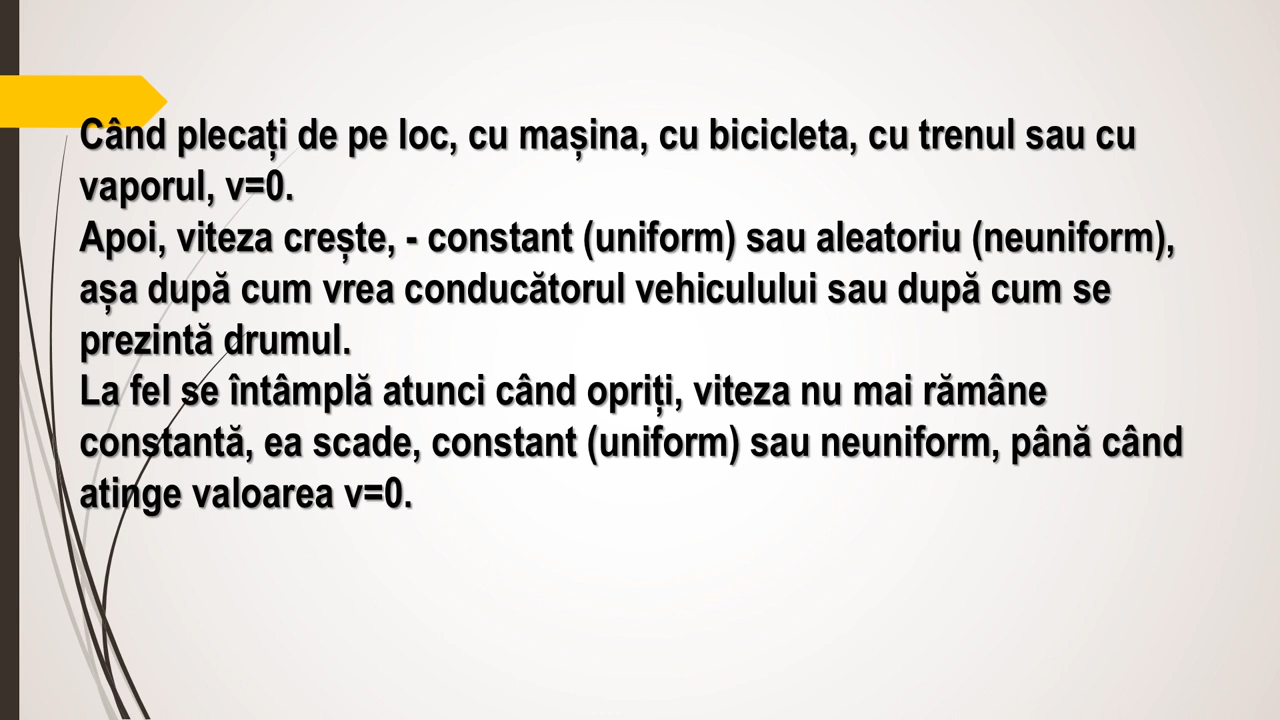 Când plecați de pe loc, cu mașina, cu bicicleta, cu trenul sau cu
vaporul, v=0.
Apoi, viteza crește, - constant (uniform) sau aleatoriu (neuniform),
așa după cum vrea conducătorul vehiculului sau după cum se
prezintă drumul.
La fel se întâmplă atunci când opriți, viteza nu mai rămâne
constantă, ea scade, constant (uniform) sau neuniform, până când
atinge valoarea v=0.